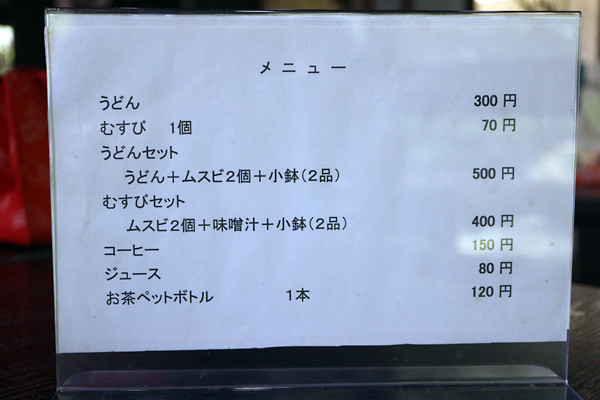 メニュー
うどん 300円
むすび 1個 70円
うどんセット
うどん+ムスビ2個+小鉢(2品) 500円
むすびセット
ムスビ2個+味噌汁+小鉢(2品) 400円
コーヒー 150円
ジュース 80円
お茶ペットボトル 1本 120円